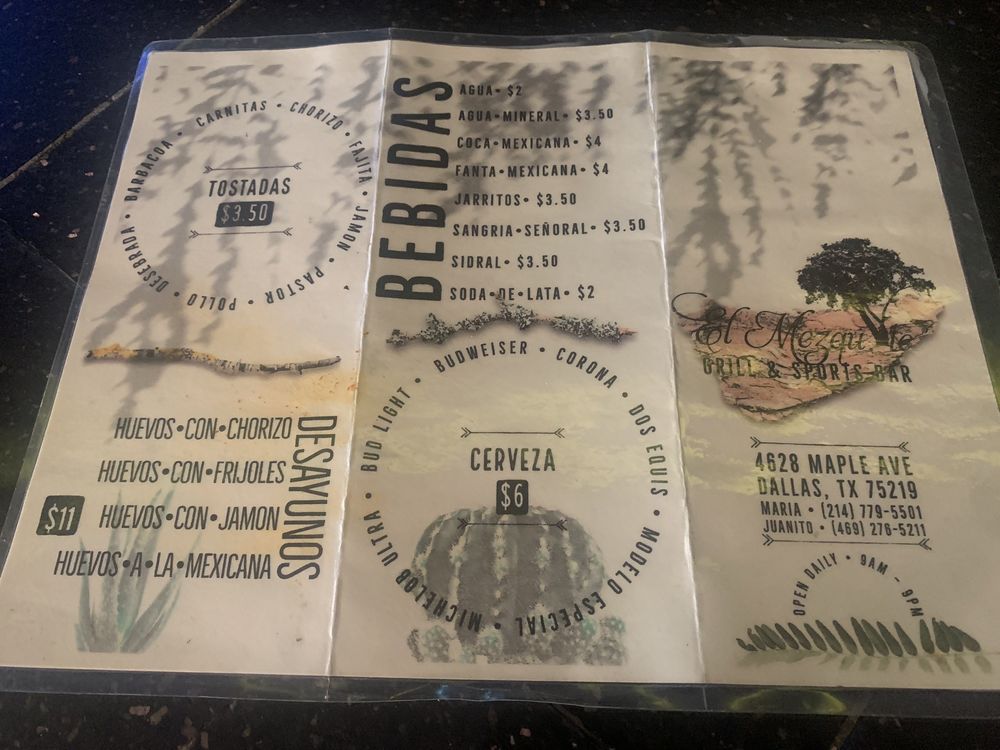 BARBACOA • CARNITAS • CHORIZO • FAJITA • JAMON • PASTOR • POLLO • DESEBRADA •
TOSTADAS
$3.50
DESAYUNOS
HUEVOS•CON•CHORIZO
HUEVOS•CON•FRIJOLES
$11 HUEVOS•CON•JAMON
HUEVOS•A•LA•MEXICANA
BEBIDAS
AGUA• $2
AGUA•MINERAL• $3.50
COCA•MEXICANA• $4
FANTA•MEXICANA• $4
JARRITOS• $3.50
SANGRIA•SEÑORAL• $3.50
SIDRAL• $3.50
SODA•DE•LATA• $2
BUD LIGHT • BUDWEISER • CORONA • DOS EQUIS • MODELO ESPECIAL • MICHELOB ULTRA •
CERVEZA
$6
El Mezquite
GRILL & SPORTS BAR
4628 MAPLE AVE
DALLAS, TX 75219
MARIA • (214) 779-5501
JUANITO • (469) 276-5211
OPEN DAILY • 9AM - 9PM